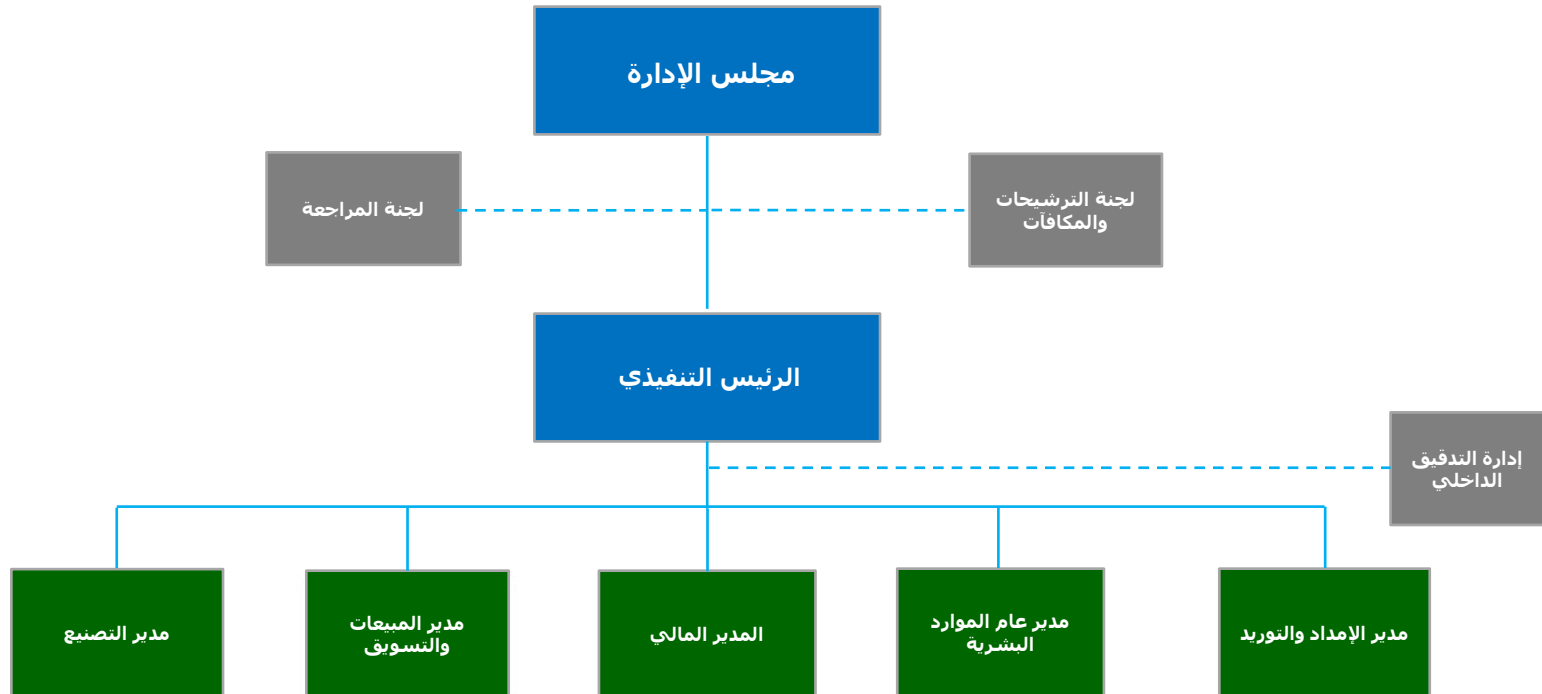 مجلس الإدارة
لجنة الترشيحات
والمكافآت
لجنة المراجعة
الرئيس التنفيذي
إدارة التدقيق
الداخلي
مدير الإمداد والتوريد
مدير عام الموارد
البشرية
المدير المالي
مدير المبيعات
والتسويق
مدير التصنيع